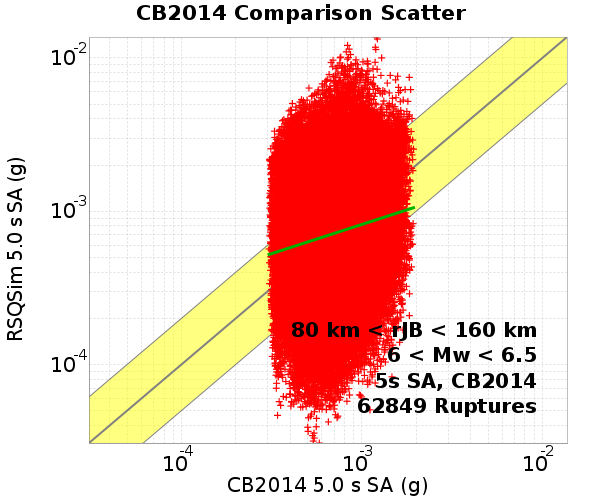 CB2014 Comparison Scatter
RSQSim 5.0 s SA (g)
10-2
10-3
10-4
80 km < rJB < 160 km
6 < Mw < 6.5
5s SA, CB2014
62849 Ruptures
10-4
10-3
10-2
CB2014 5.0 s SA (g)